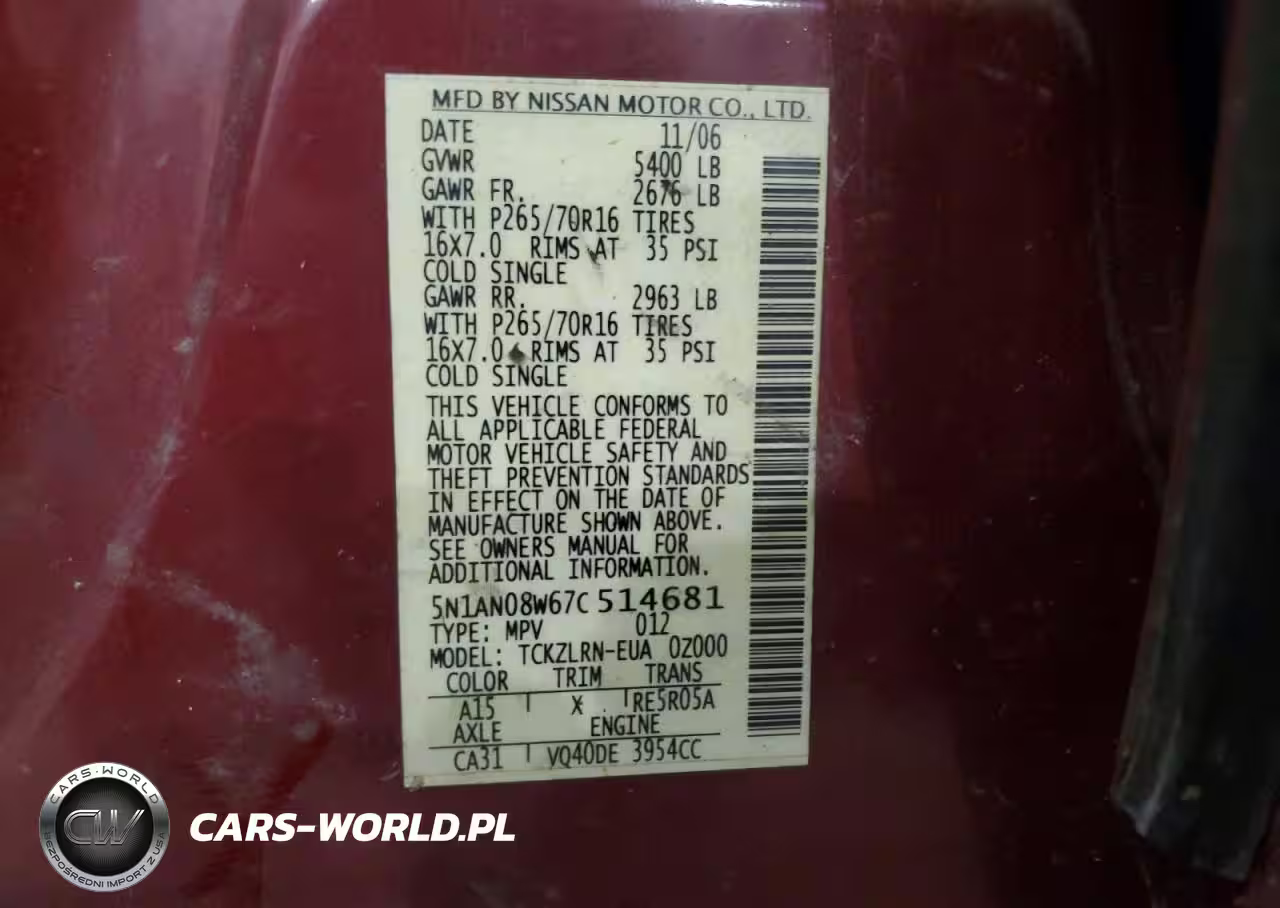 MFD BY NISSAN MOTOR CO., LTD.
DATE 11/06
GVWR 5400 LB
GAWR FR. 2676 LB
WITH P265/70R16 TIRES
16X7.0 RIMS AT 35 PSI
COLD SINGLE
GAWR RR. 2963 LB
WITH P265/70R16 TIRES
16X7.0 RIMS AT 35 PSI
COLD SINGLE
THIS VEHICLE CONFORMS TO
ALL APPLICABLE FEDERAL
MOTOR VEHICLE SAFETY AND
THEFT PREVENTION STANDARDS
IN EFFECT ON THE DATE OF
MANUFACTURE SHOWN ABOVE.
SEE OWNERS MANUAL FOR
ADDITIONAL INFORMATION.
5N1AN08W67C 514681
TYPE: MPV 012
MODEL: TCKZLRN-EUA 0Z000
COLOR TRIM TRANS
A15 X RE5R05A
AXLE ENGINE
CA31 VQ40DE 3954CC
CARS-WORLD
CW
BEZPOŚREDNI IMPORT Z USA
CARS-WORLD.PL